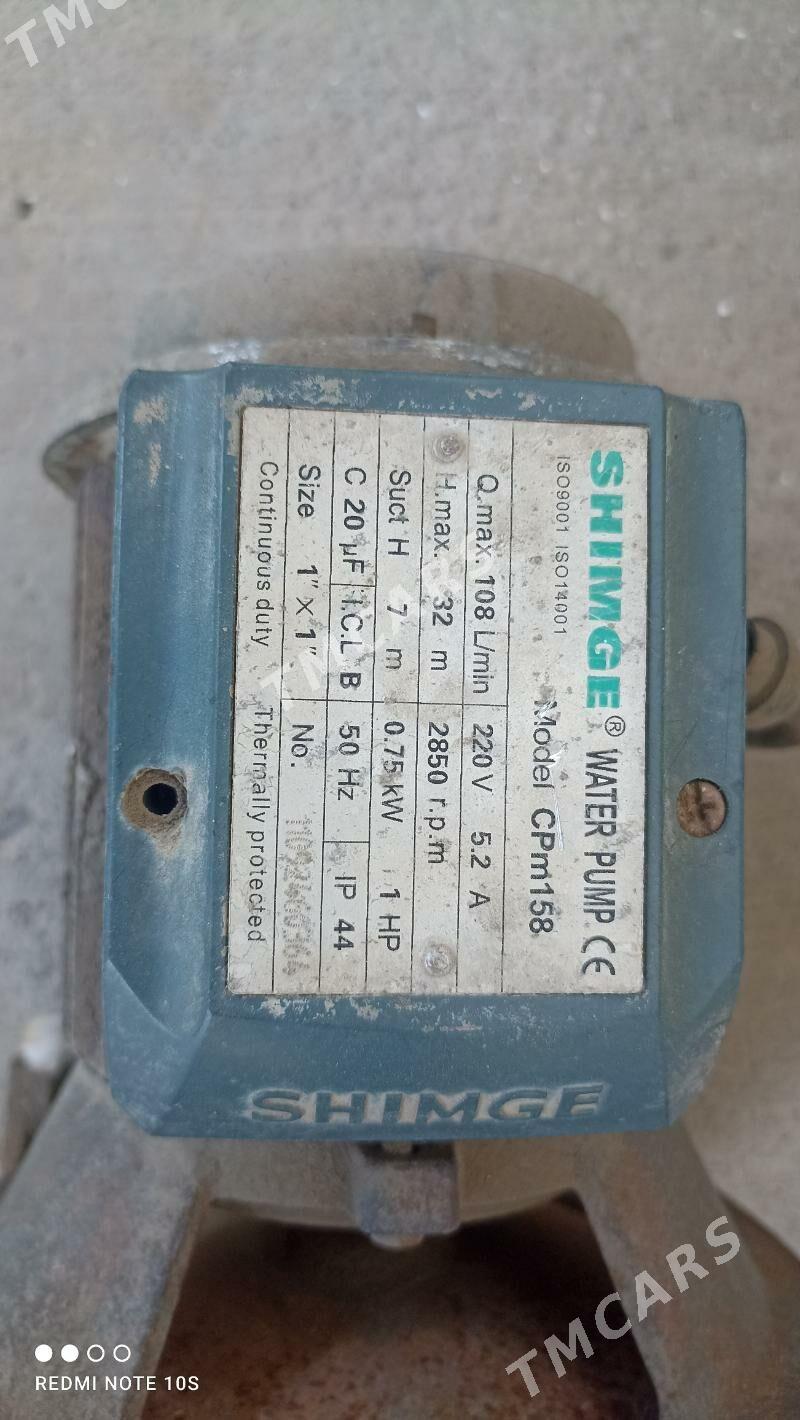 SHIMGE® WATER PUMP CE
ISO9001 ISO14001
Model CPm158
Q.max. 108 L/min 220 V 5.2 A
H.max. 32 m 2850 r.p.m
Suct H 7 m 0.75 kW 1 HP
C 20 µF I.C.L B 50 Hz IP 44
Size 1" X 1" No.
Continuous duty Thermally protected
SHIMGE
TMCARS
TMCARS
REDMI NOTE 10S